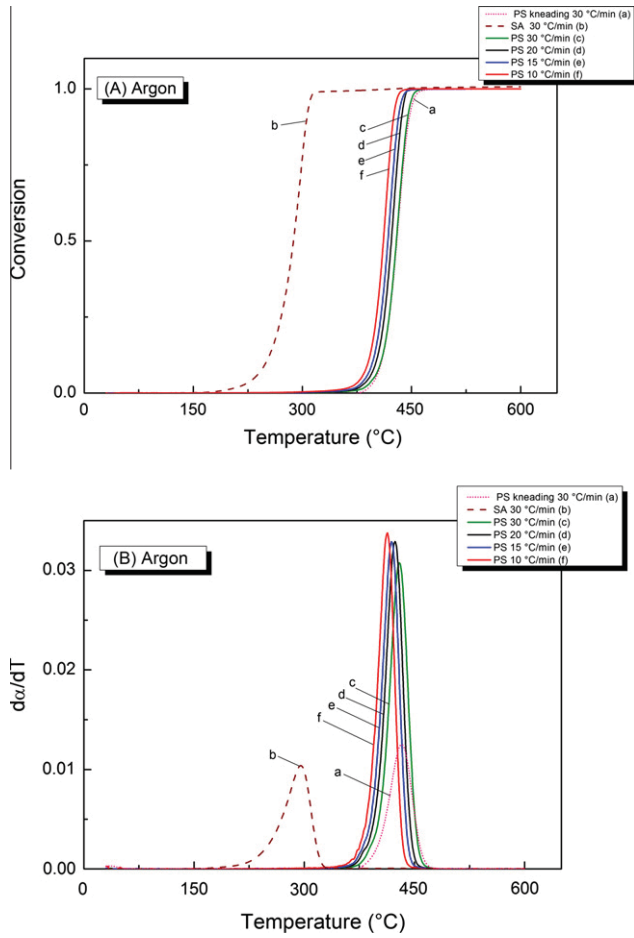 PS kneading 30 °C/min (a)
SA 30 °C/min (b)
PS 30 °C/min (c)
PS 20 °C/min (d)
PS 15 °C/min (e)
PS 10 °C/min (f)
(A) Argon
1.0
0.5
0.0
Conversion
b
c
d
e
f
a
150
300
450
600
Temperature (°C)
PS kneading 30 °C/min (a)
SA 30 °C/min (b)
PS 30 °C/min (c)
PS 20 °C/min (d)
PS 15 °C/min (e)
PS 10 °C/min (f)
(B) Argon
0.03
0.02
0.01
0.00
dα/dT
c
d
e
f
b
a
0
150
300
450
600
Temperature (°C)